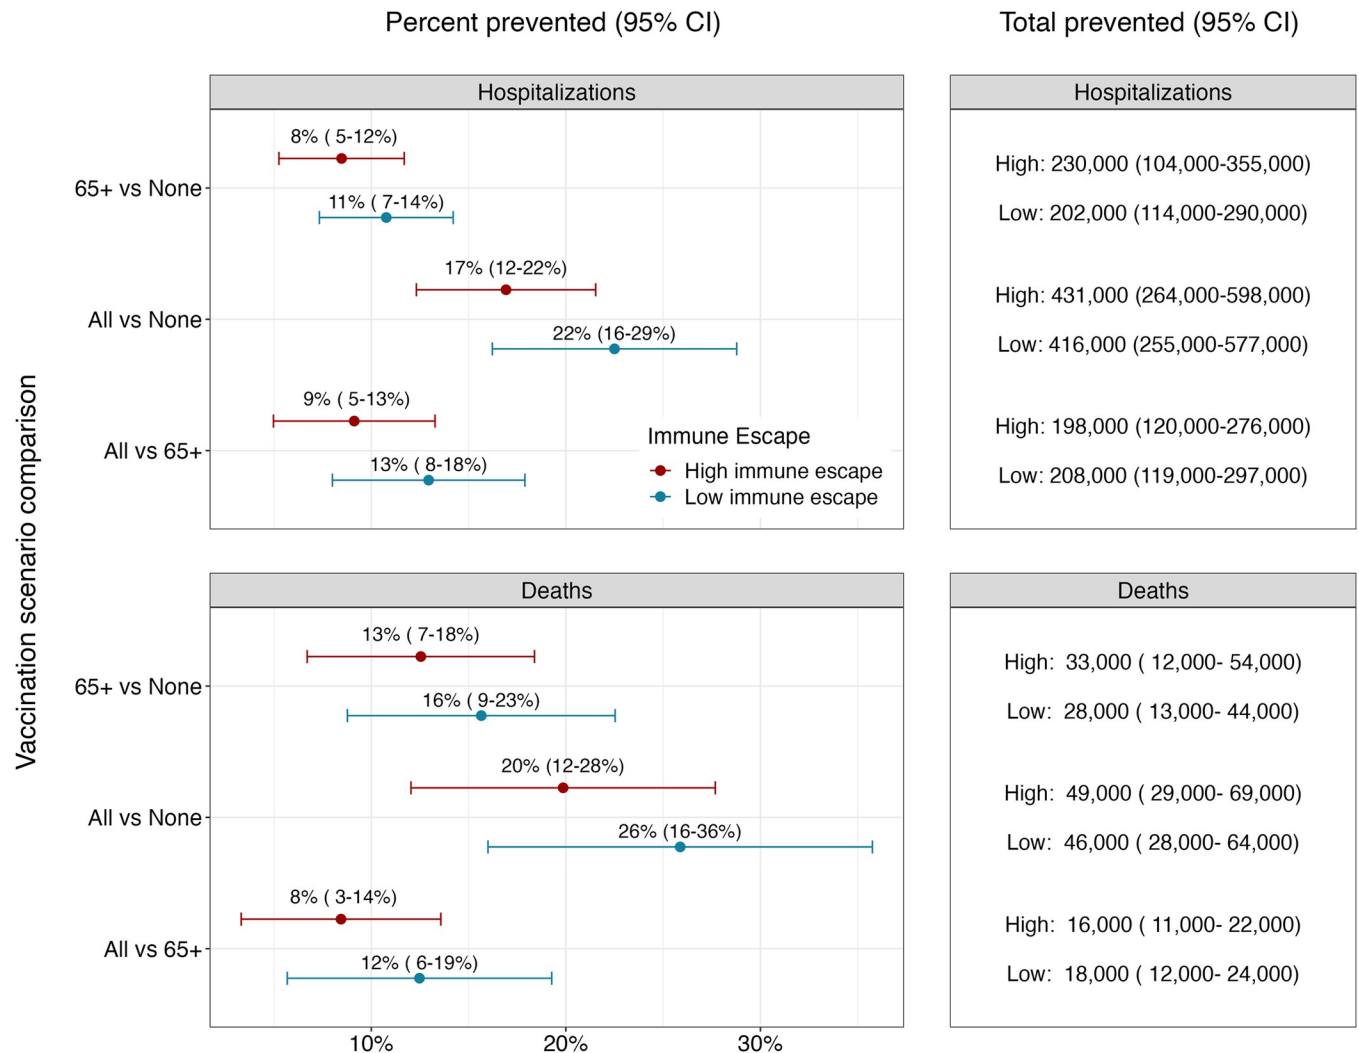 Percent prevented (95% CI)
Total prevented (95% CI)
Vaccination scenario comparison
Hospitalizations
65+ vs None
8% ( 5-12%)
11% ( 7-14%)
All vs None
17% (12-22%)
22% (16-29%)
All vs 65+
9% ( 5-13%)
13% ( 8-18%)
Immune Escape
High immune escape
Low immune escape
Hospitalizations
High: 230,000 (104,000-355,000)
Low: 202,000 (114,000-290,000)
High: 431,000 (264,000-598,000)
Low: 416,000 (255,000-577,000)
High: 198,000 (120,000-276,000)
Low: 208,000 (119,000-297,000)
Deaths
65+ vs None
13% ( 7-18%)
16% ( 9-23%)
All vs None
20% (12-28%)
26% (16-36%)
All vs 65+
8% ( 3-14%)
12% ( 6-19%)
10%
20%
30%
Deaths
High: 33,000 ( 12,000- 54,000)
Low: 28,000 ( 13,000- 44,000)
High: 49,000 ( 29,000- 69,000)
Low: 46,000 ( 28,000- 64,000)
High: 16,000 ( 11,000- 22,000)
Low: 18,000 ( 12,000- 24,000)